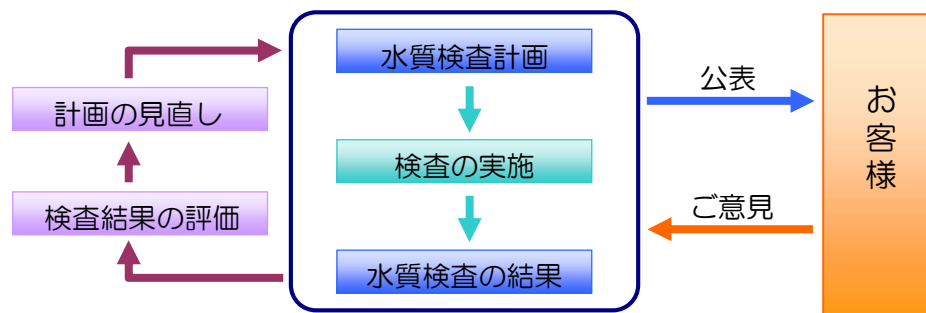 水質検査計画
検査の実施
水質検査の結果
検査結果の評価
計画の見直し
公表
ご意見
お客様